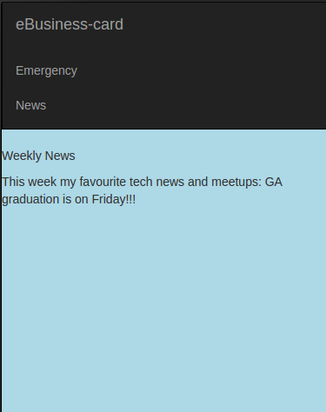 eBusiness-card
Emergency
News
Weekly News
This week my favourite tech news and meetups: GA
graduation is on Friday!!!